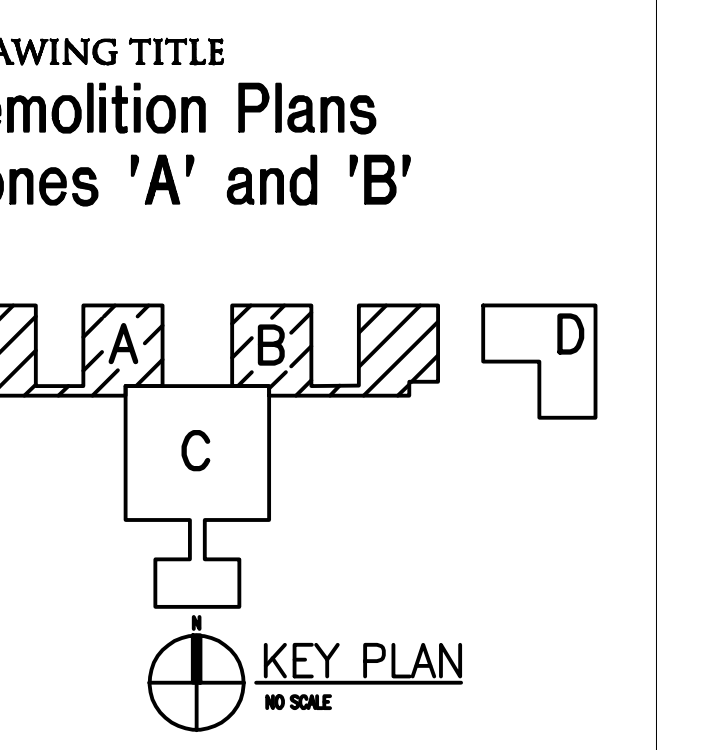 AWING TITLE
emolition Plans
ones 'A' and 'B'
A B D
C
N
KEY PLAN
NO SCALE